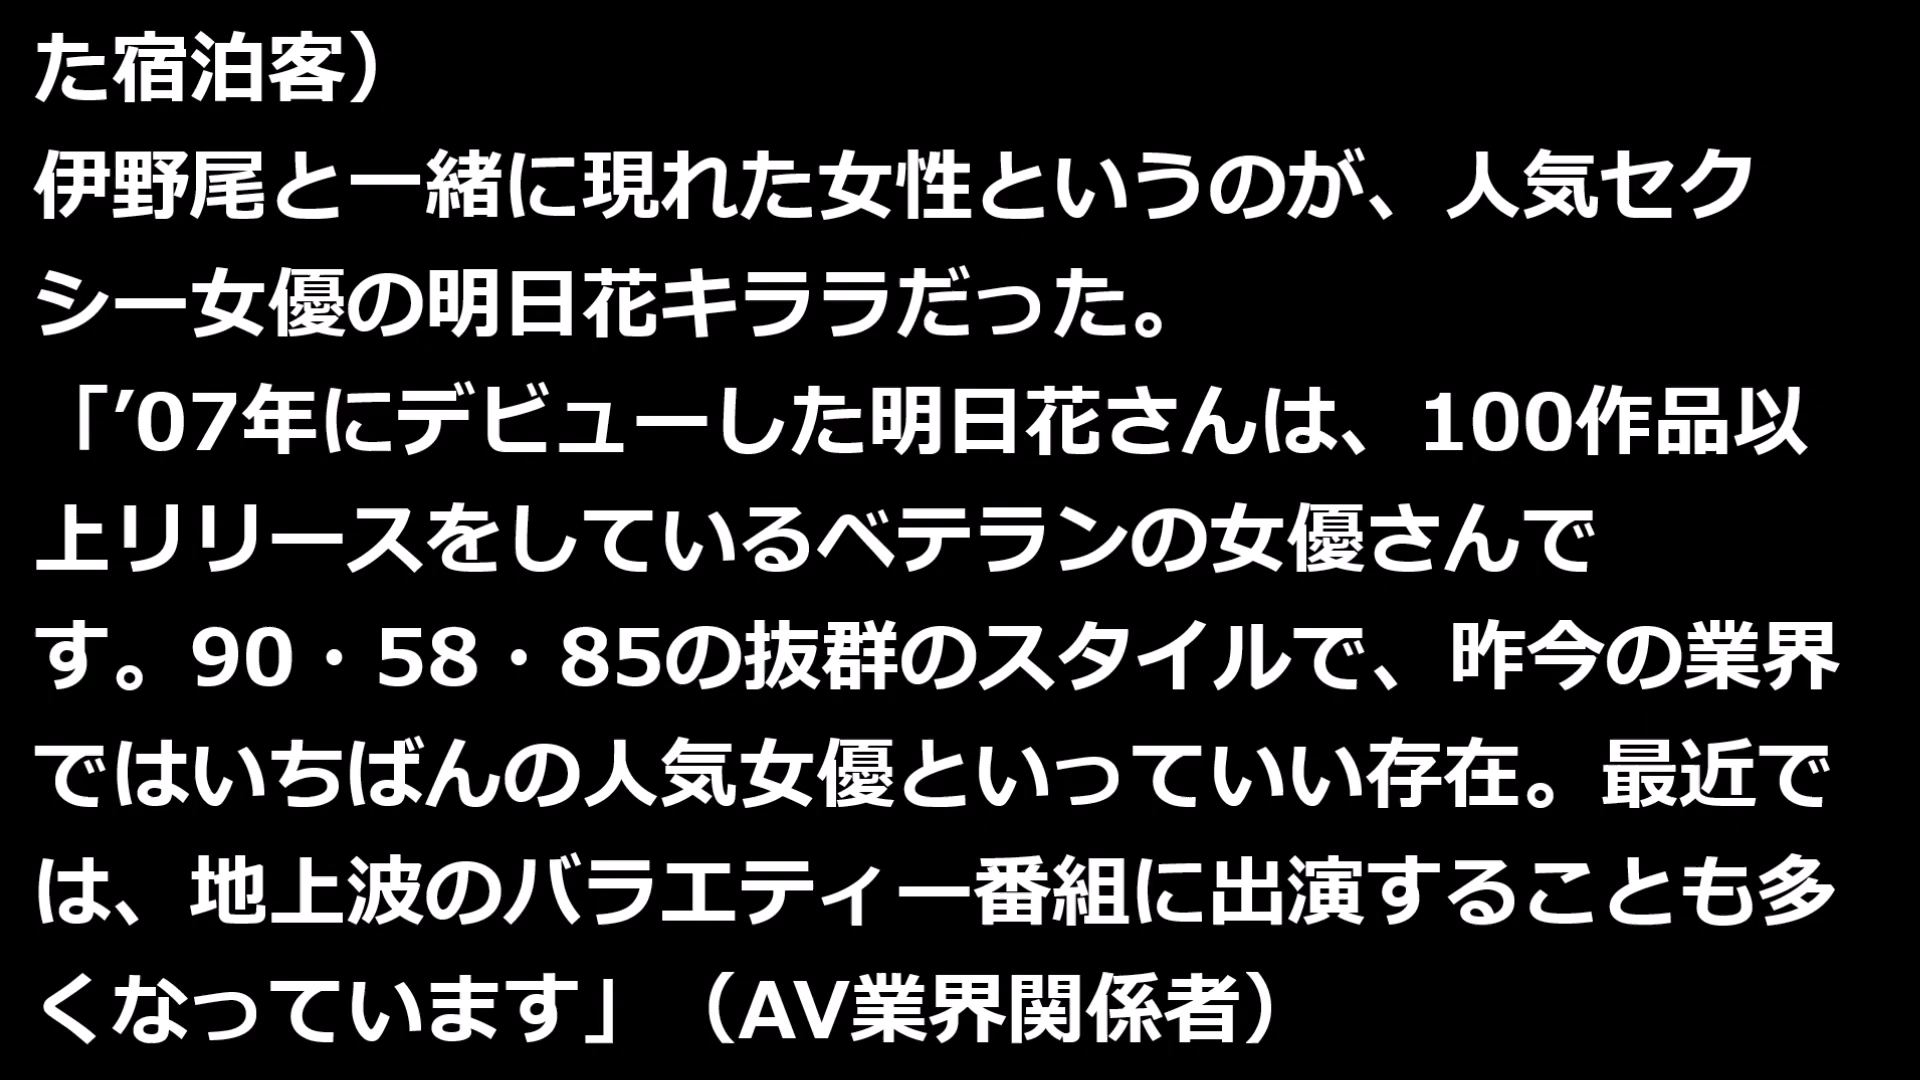 た宿泊客）
伊野尾と一緒に現れた女性というのが、人気セク
シー女優の明日花キララだった。
「’07年にデビューした明日花さんは、100作品以
上リリースをしているベテランの女優さんで
す。90・58・85の抜群のスタイルで、昨今の業界
ではいちばんの人気女優といっていい存在。最近で
は、地上波のバラエティー番組に出演することも多
くなっています」（AV業界関係者）